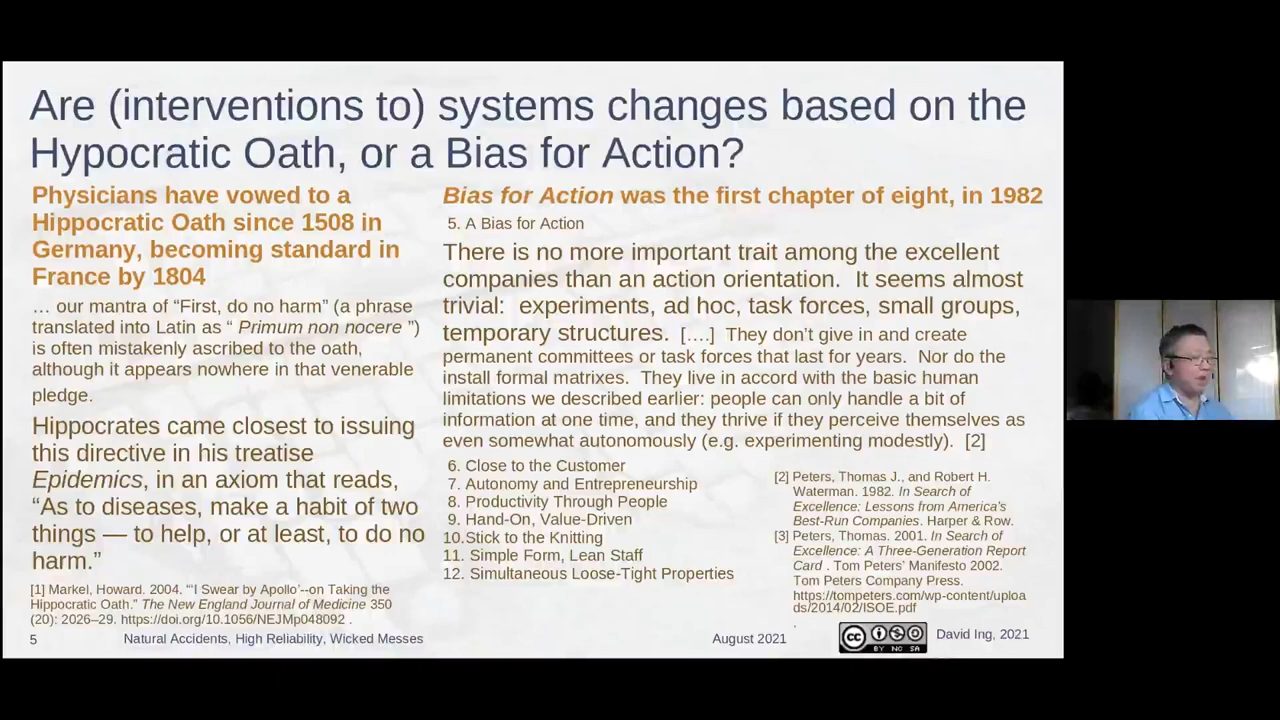 Are (interventions to) systems changes based on the
Hypocratic Oath, or a Bias for Action?
Physicians have vowed to a
Hippocratic Oath since 1508 in
Germany, becoming standard in
France by 1804
… our mantra of “First, do no harm” (a phrase
translated into Latin as “ Primum non nocere ”)
is often mistakenly ascribed to the oath,
although it appears nowhere in that venerable
pledge.
Hippocrates came closest to issuing
this directive in his treatise
Epidemics, in an axiom that reads,
“As to diseases, make a habit of two
things — to help, or at least, to do no
harm.”
[1] Markel, Howard. 2004. “‘I Swear by Apollo’--on Taking the
Hippocratic Oath.” The New England Journal of Medicine 350
(20): 2026–29. https://doi.org/10.1056/NEJMp048092 .
Bias for Action was the first chapter of eight, in 1982
5. A Bias for Action
There is no more important trait among the excellent
companies than an action orientation. It seems almost
trivial: experiments, ad hoc, task forces, small groups,
temporary structures. [….] They don’t give in and create
permanent committees or task forces that last for years. Nor do the
install formal matrixes. They live in accord with the basic human
limitations we described earlier: people can only handle a bit of
information at one time, and they thrive if they perceive themselves as
even somewhat autonomously (e.g. experimenting modestly). [2]
6. Close to the Customer
7. Autonomy and Entrepreneurship
8. Productivity Through People
9. Hand-On, Value-Driven
10.Stick to the Knitting
11. Simple Form, Lean Staff
12. Simultaneous Loose-Tight Properties
[2] Peters, Thomas J., and Robert H.
Waterman. 1982. In Search of
Excellence: Lessons from America’s
Best-Run Companies. Harper & Row.
[3] Peters, Thomas. 2001. In Search of
Excellence: A Three-Generation Report
Card . Tom Peters’ Manifesto 2002.
Tom Peters Company Press.
https://tompeters.com/wp-content/uploa
ds/2014/02/ISOE.pdf
.
5
Natural Accidents, High Reliability, Wicked Messes
August 2021
cc BY NC SA
David Ing, 2021